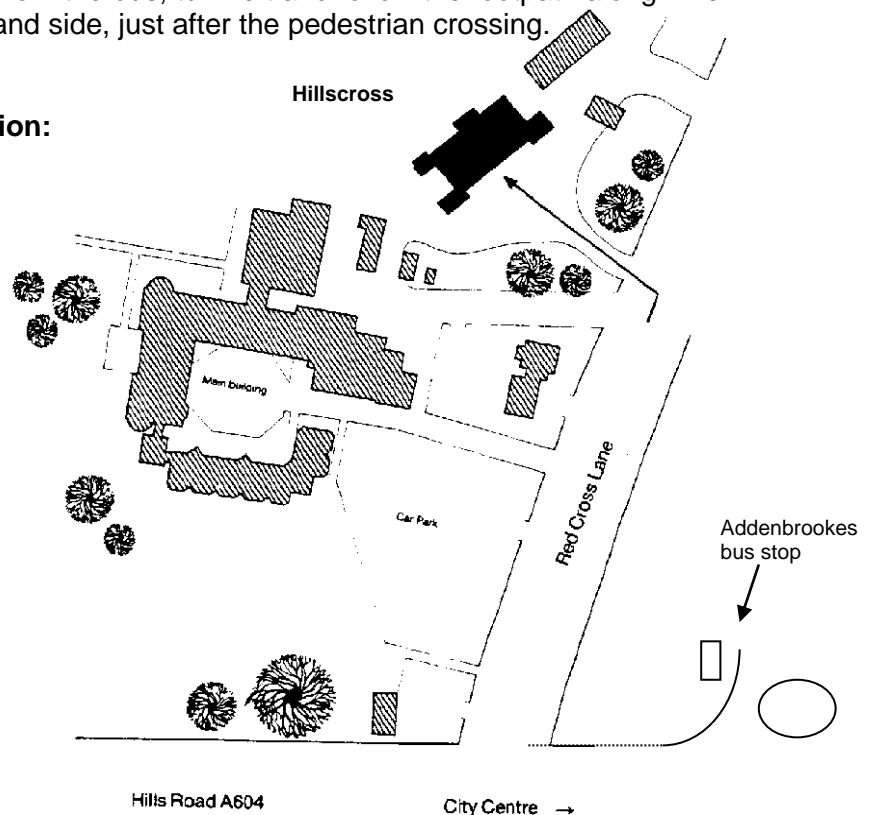 and side, just after the pedestrian crossing.
Hillscross
ion:
Main building
Car Park
Red Cross Lane
Addenbrookes
bus stop
Hills Road A604
City Centre →